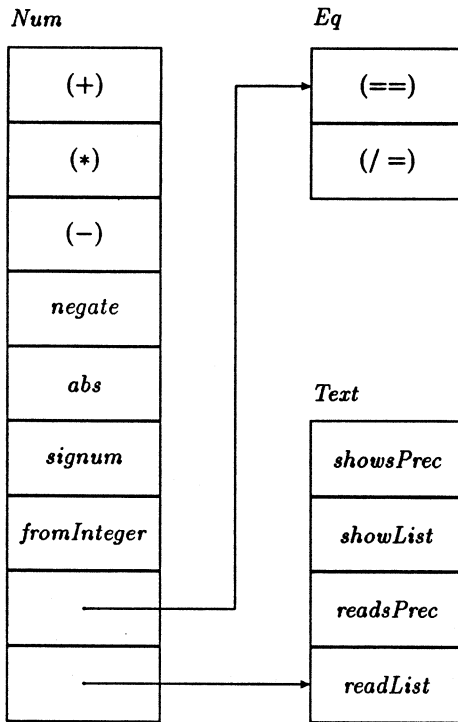 Num
(+)
(*)
(−)
negate
abs
signum
fromInteger
Eq
(==)
(/ =)
Text
showsPrec
showList
readsPrec
readList